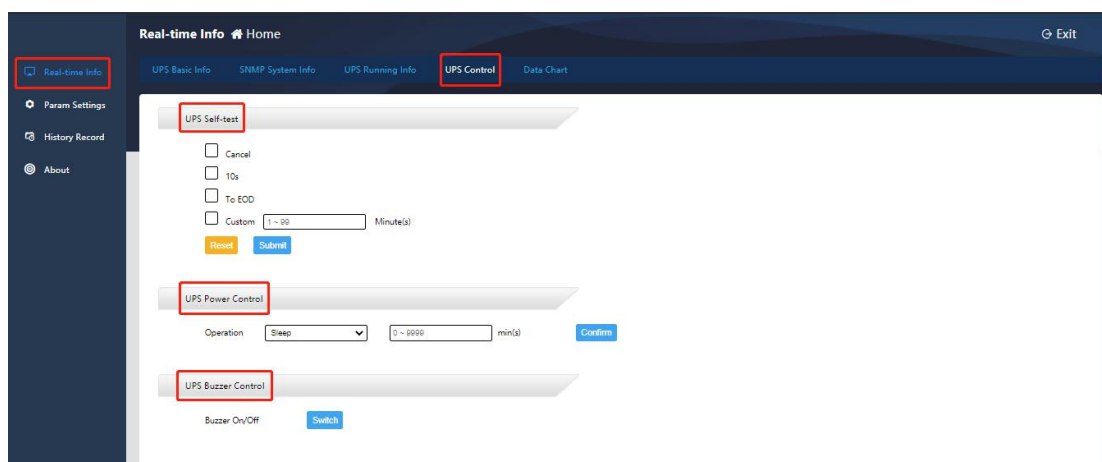 Real-time Info Home Exit
Real-time Info
Param Settings
History Record
About
UPS Basic Info SNMP System Info UPS Running Info UPS Control Data Chart
UPS Self-test
Cancel
10s
To EOD
Custom 1 ~ 99 Minute(s)
Reset Submit
UPS Power Control
Operation Sleep 0 ~ 9999 min(s) Confirm
UPS Buzzer Control
Buzzer On/Off Switch